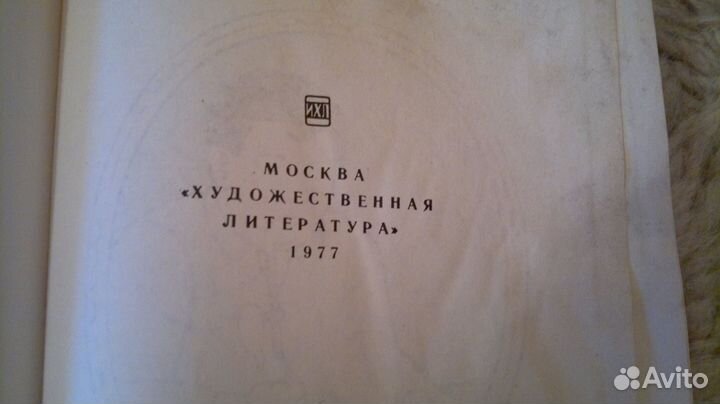 ИХЛ
МОСКВА
«ХУДОЖЕСТВЕННАЯ
ЛИТЕРАТУРА»
1977
Avito